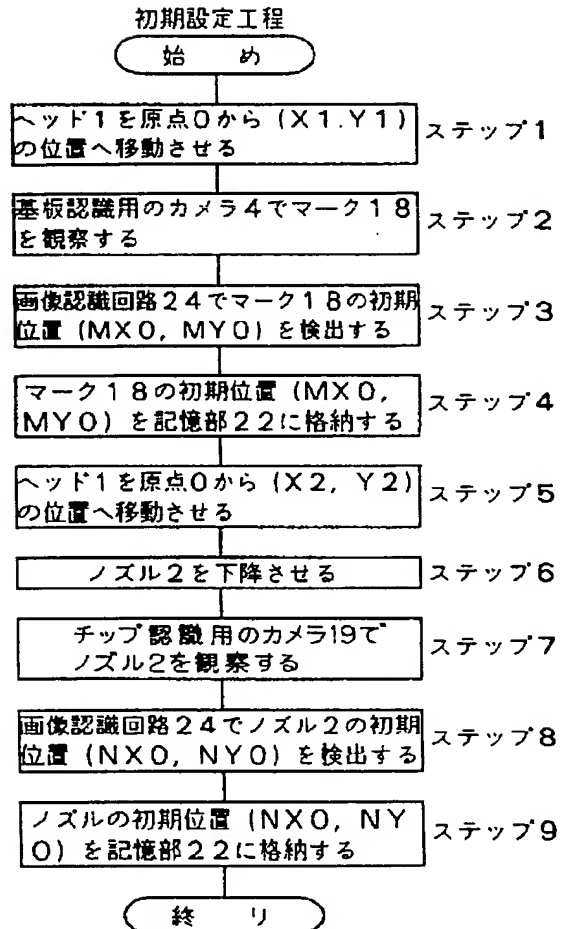 初期設定工程
始 め
ヘッド1を原点0から(X1.Y1) ステップ1
の位置へ移動させる
基板認識用のカメラ4でマーク18 ステップ2
を観察する
画像認識回路24でマーク18の初期 ステップ3
位置(MX0,MY0)を検出する
マーク18の初期位置(MX0, ステップ4
MY0)を記憶部22に格納する
ヘッド1を原点0から(X2,Y2) ステップ5
の位置へ移動させる
ノズル2を下降させる ステップ6
チップ認識用のカメラ19で ステップ7
ノズル2を観察する
画像認識回路24でノズル2の初期 ステップ8
位置(NX0,NY0)を検出する
ノズルの初期位置(NX0,NY ステップ9
0)を記憶部22に格納する
終 り